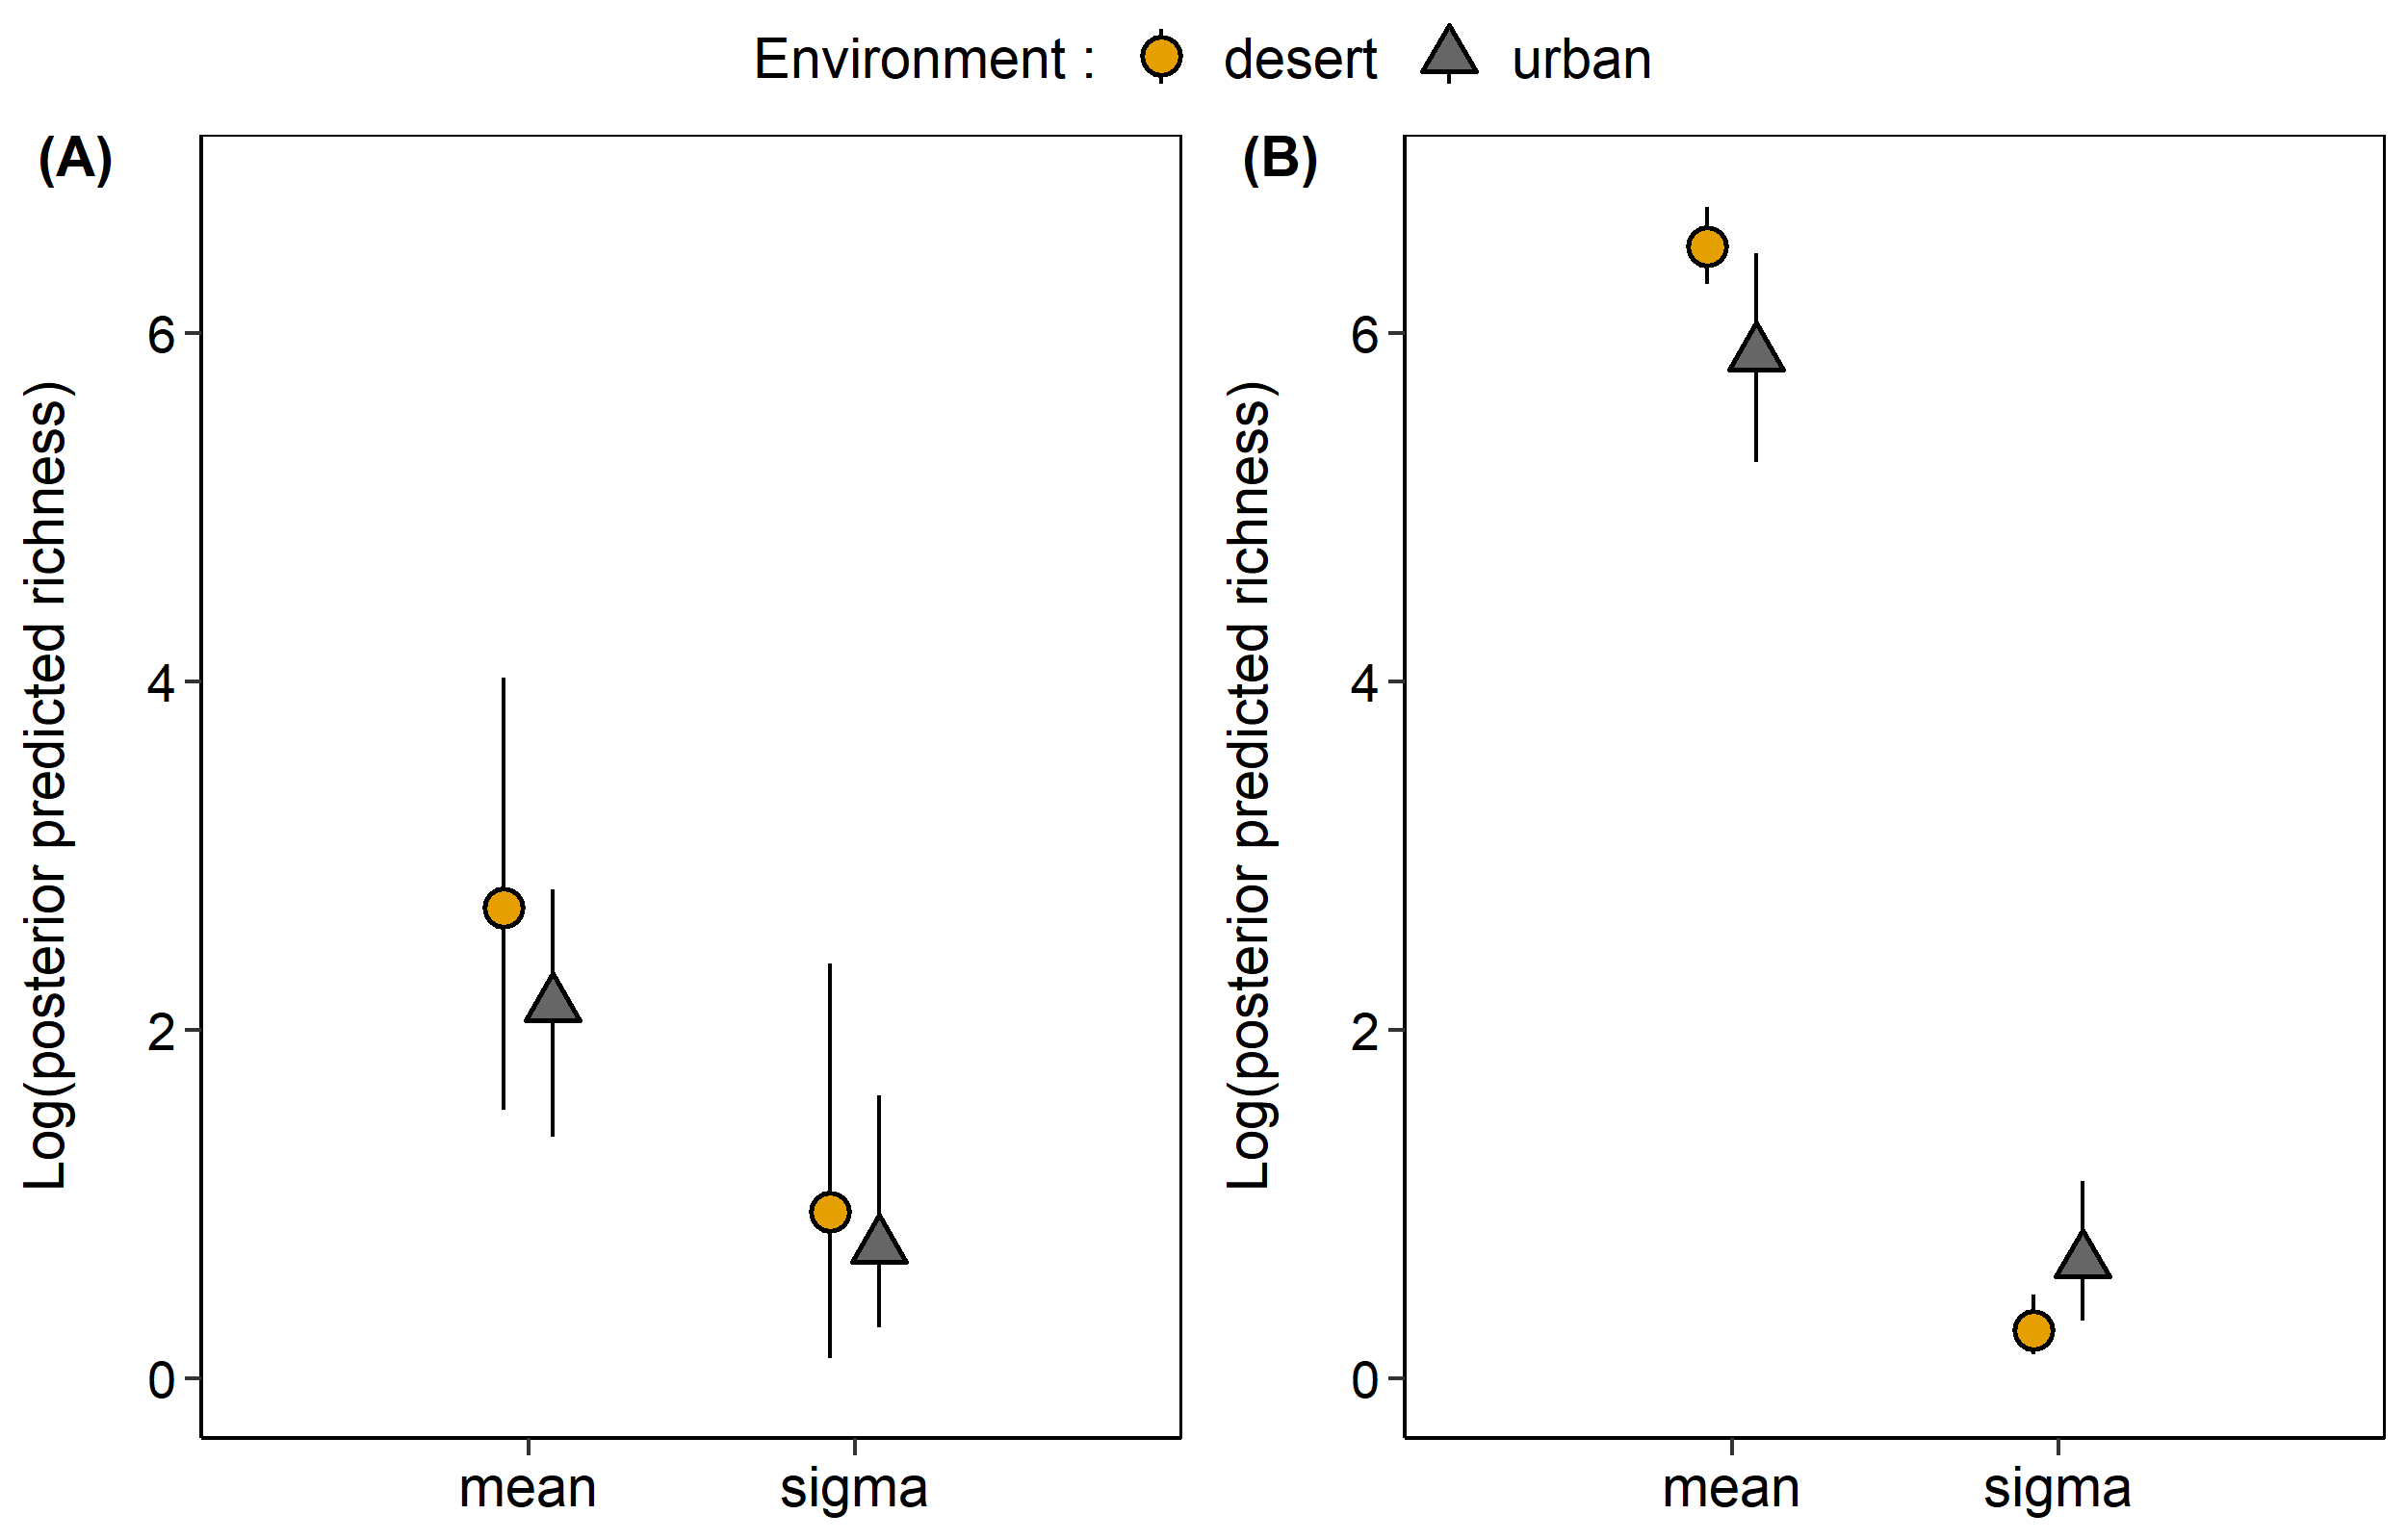 Environment : desert urban
(A)
Log(posterior predicted richness)
6
4
2
0
mean sigma
(B)
Log(posterior predicted richness)
6
4
2
0
mean sigma